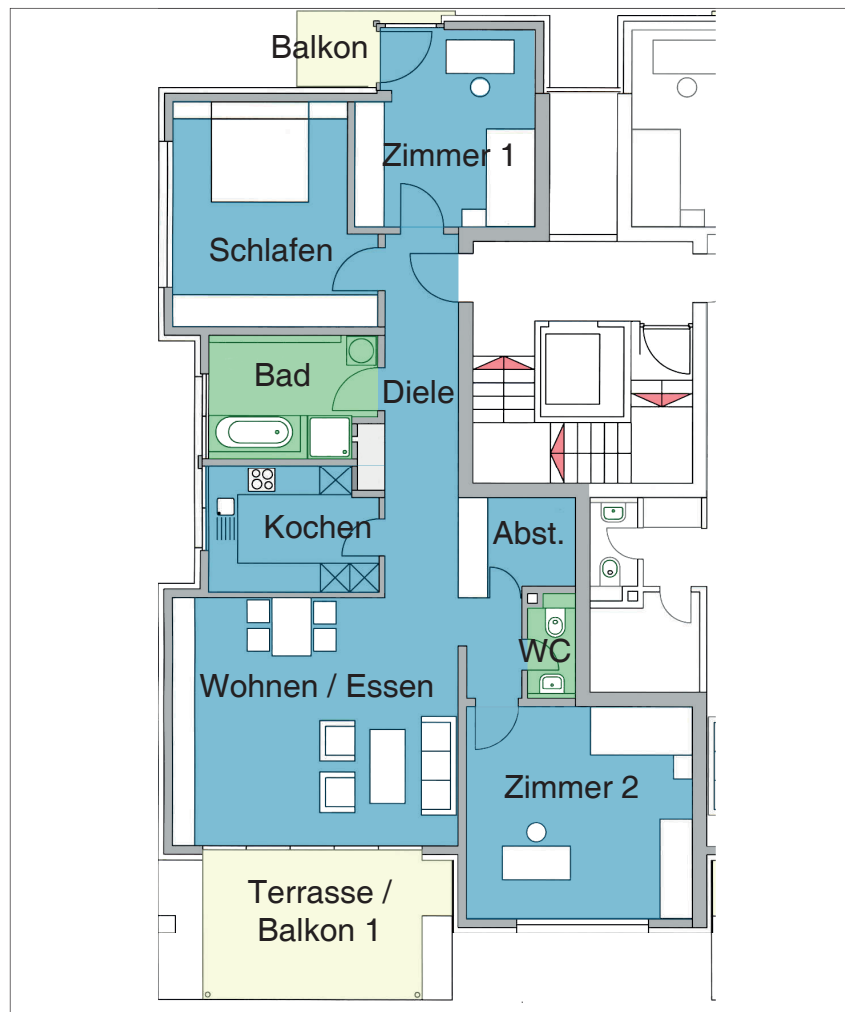 Balkon
Zimmer 1
Schlafen
Bad
Diele
Kochen
Abst.
WC
Wohnen / Essen
Zimmer 2
Terrasse /
Balkon 1